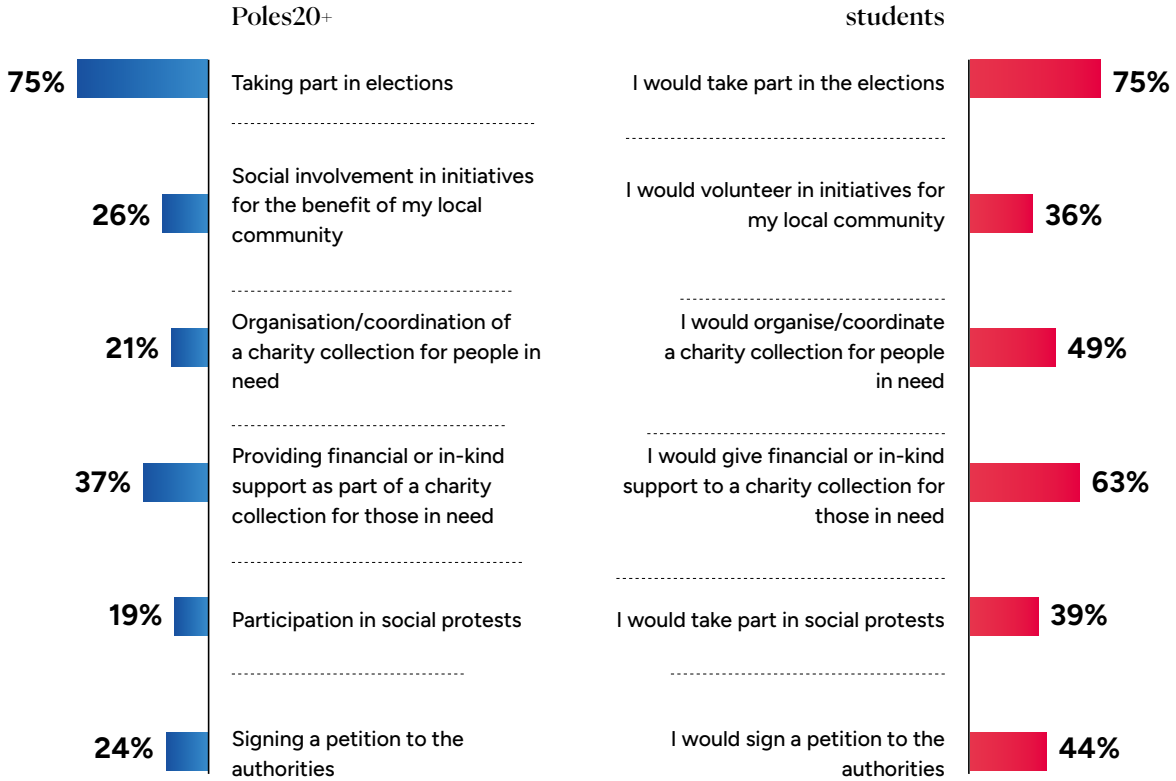 Poles20+
students
75%
Taking part in elections
I would take part in the elections
75%
26%
Social involvement in initiatives
for the benefit of my local
community
I would volunteer in initiatives for
my local community
36%
21%
Organisation/coordination of
a charity collection for people in
need
I would organise/coordinate
a charity collection for people
in need
49%
37%
Providing financial or in-kind
support as part of a charity
collection for those in need
I would give financial or in-kind
support to a charity collection for
those in need
63%
19%
Participation in social protests
I would take part in social protests
39%
24%
Signing a petition to the
authorities
I would sign a petition to the
authorities
44%